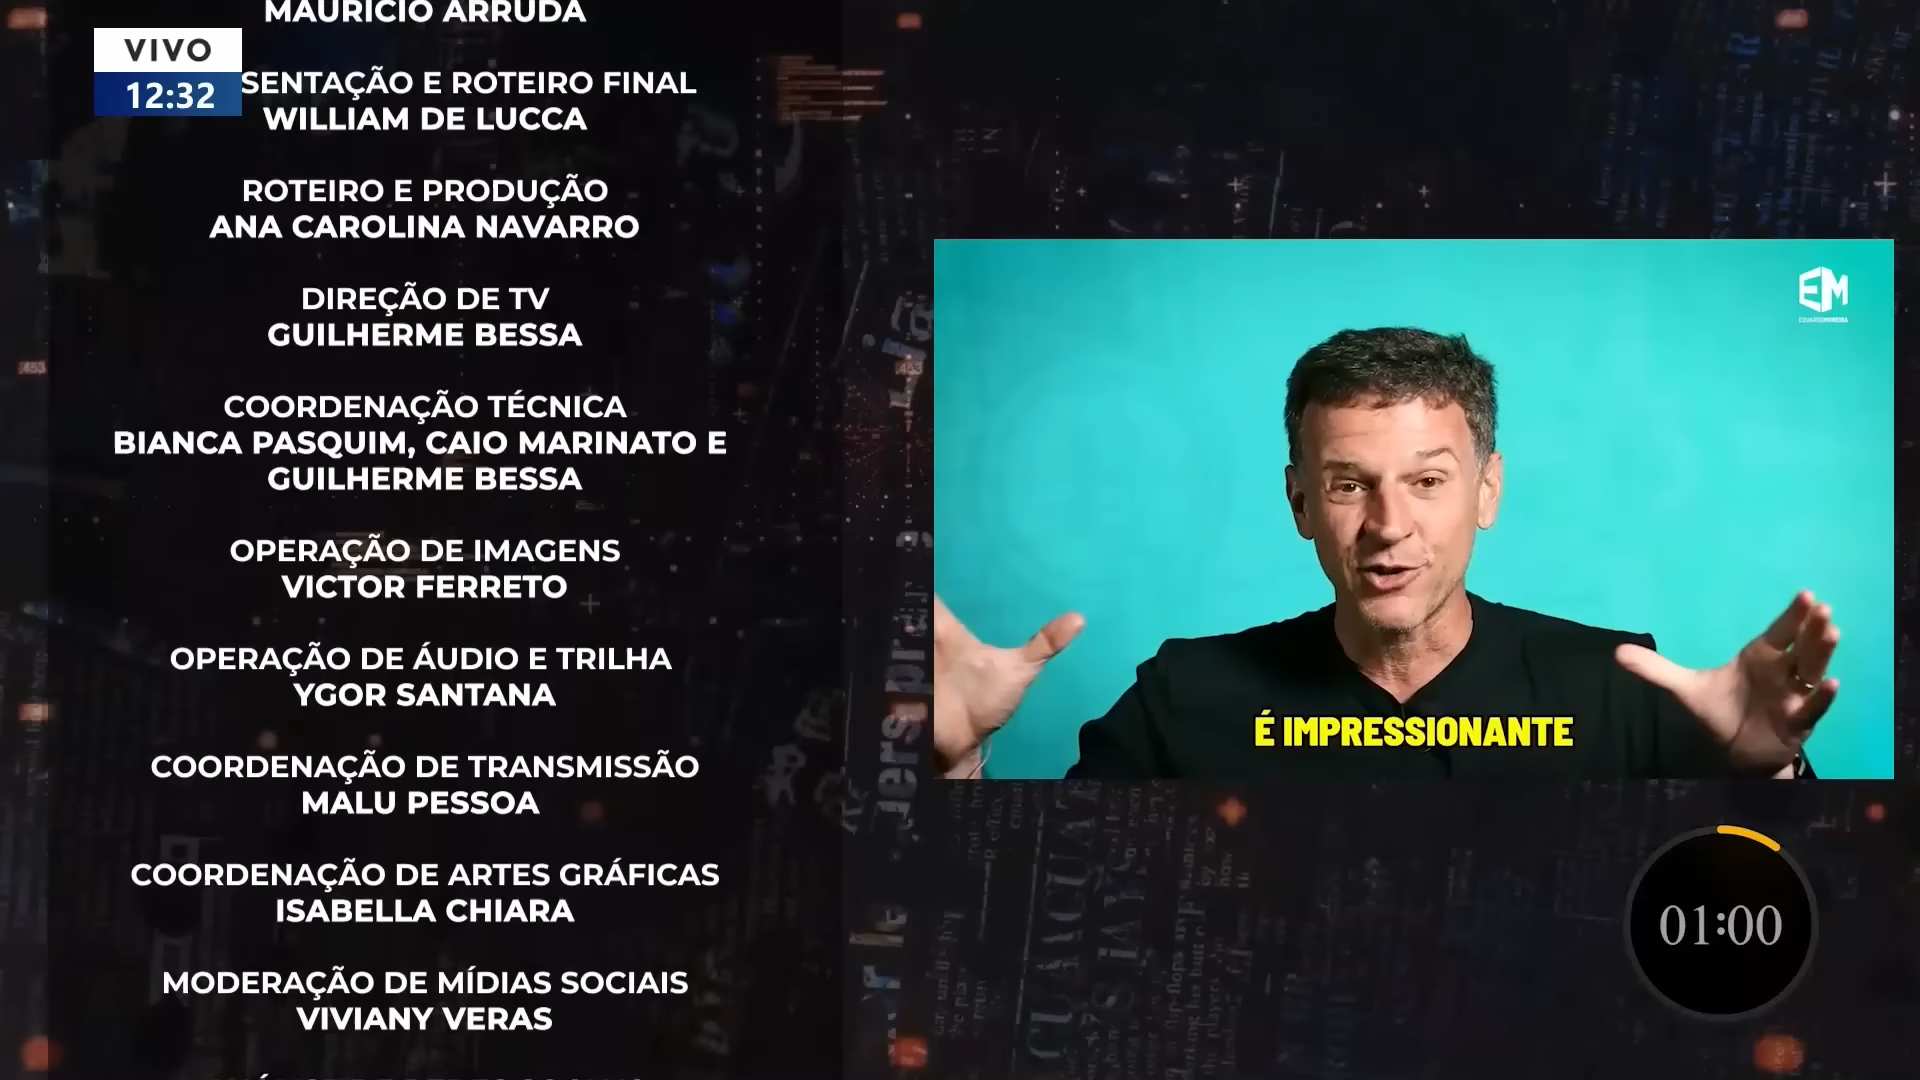 MAURICIO ARRUDA
VIVO
12:32
SENTAÇÃO E ROTEIRO FINAL
WILLIAM DE LUCCA
ROTEIRO E PRODUÇÃO
ANA CAROLINA NAVARRO
DIREÇÃO DE TV
GUILHERME BESSA
COORDENAÇÃO TÉCNICA
BIANCA PASQUIM, CAIO MARINATO E
GUILHERME BESSA
OPERAÇÃO DE IMAGENS
VICTOR FERRETO
OPERAÇÃO DE ÁUDIO E TRILHA
YGOR SANTANA
COORDENAÇÃO DE TRANSMISSÃO
MALU PESSOA
COORDENAÇÃO DE ARTES GRÁFICAS
ISABELLA CHIARA
MODERAÇÃO DE MÍDIAS SOCIAIS
VIVIANY VERAS
EM
EDUARDO MOREIRA
É IMPRESSIONANTE
01:00